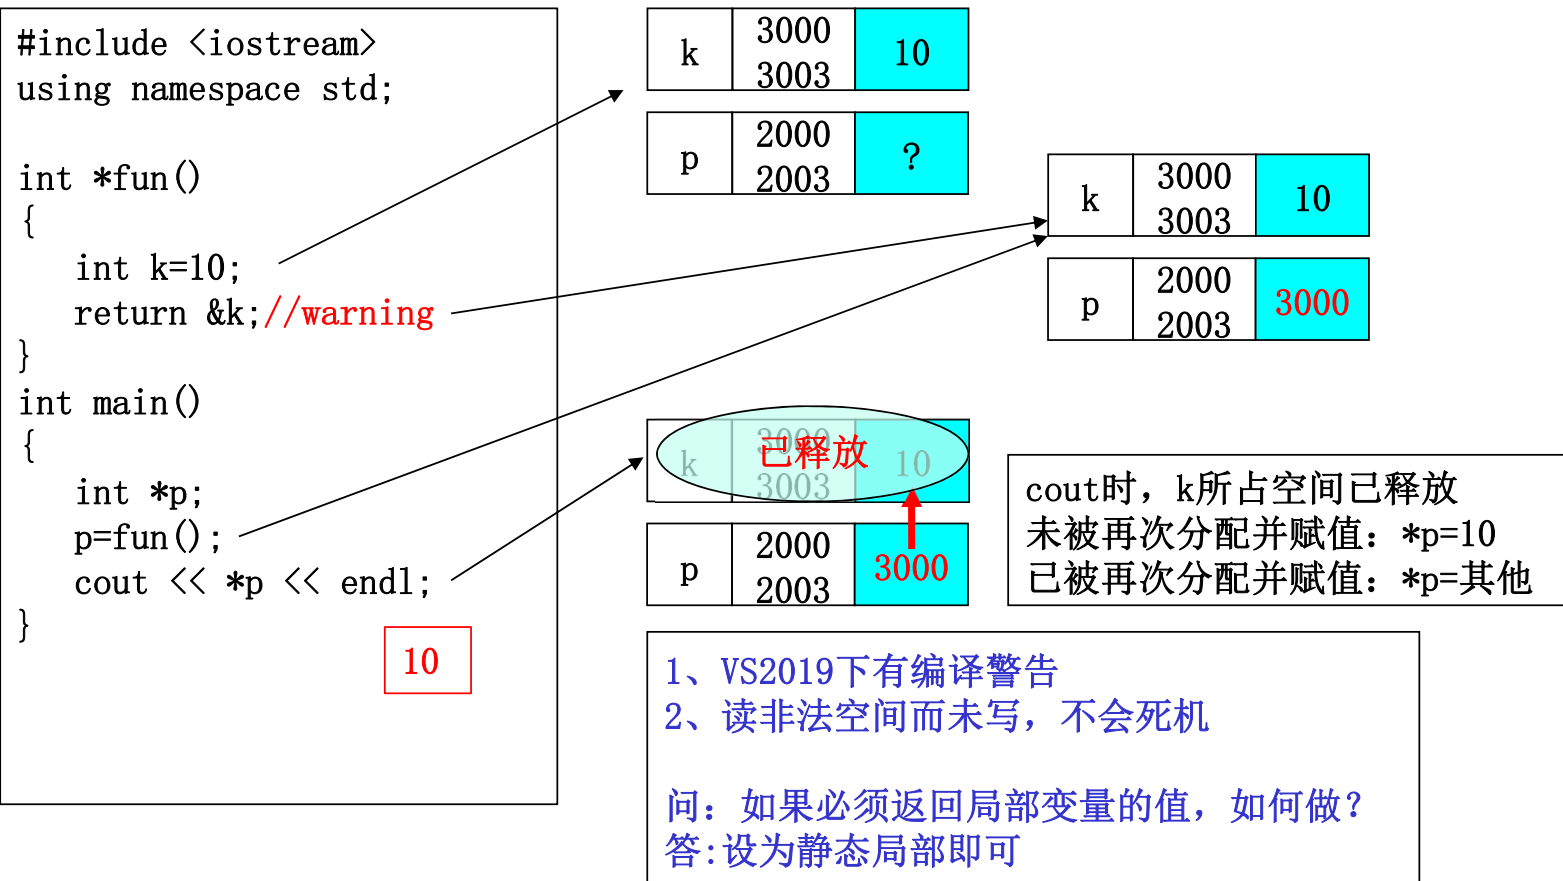 #include <iostream>
using namespace std;
int *fun()
{
int k=10;
return &k;//warning
}
int main()
{
int *p;
p=fun();
cout << *p << endl;
}
10
k
3000
3003
10
p
2000
2003
?
k
3000
3003
10
p
2000
2003
3000
k
3000
3003
10
已释放
p
2000
2003
3000
cout时，k所占空间已释放
未被再次分配并赋值：*p=10
已被再次分配并赋值：*p=其他
1、VS2019下有编译警告
2、读非法空间而未写，不会死机
问：如果必须返回局部变量的值，如何做？
答:设为静态局部即可